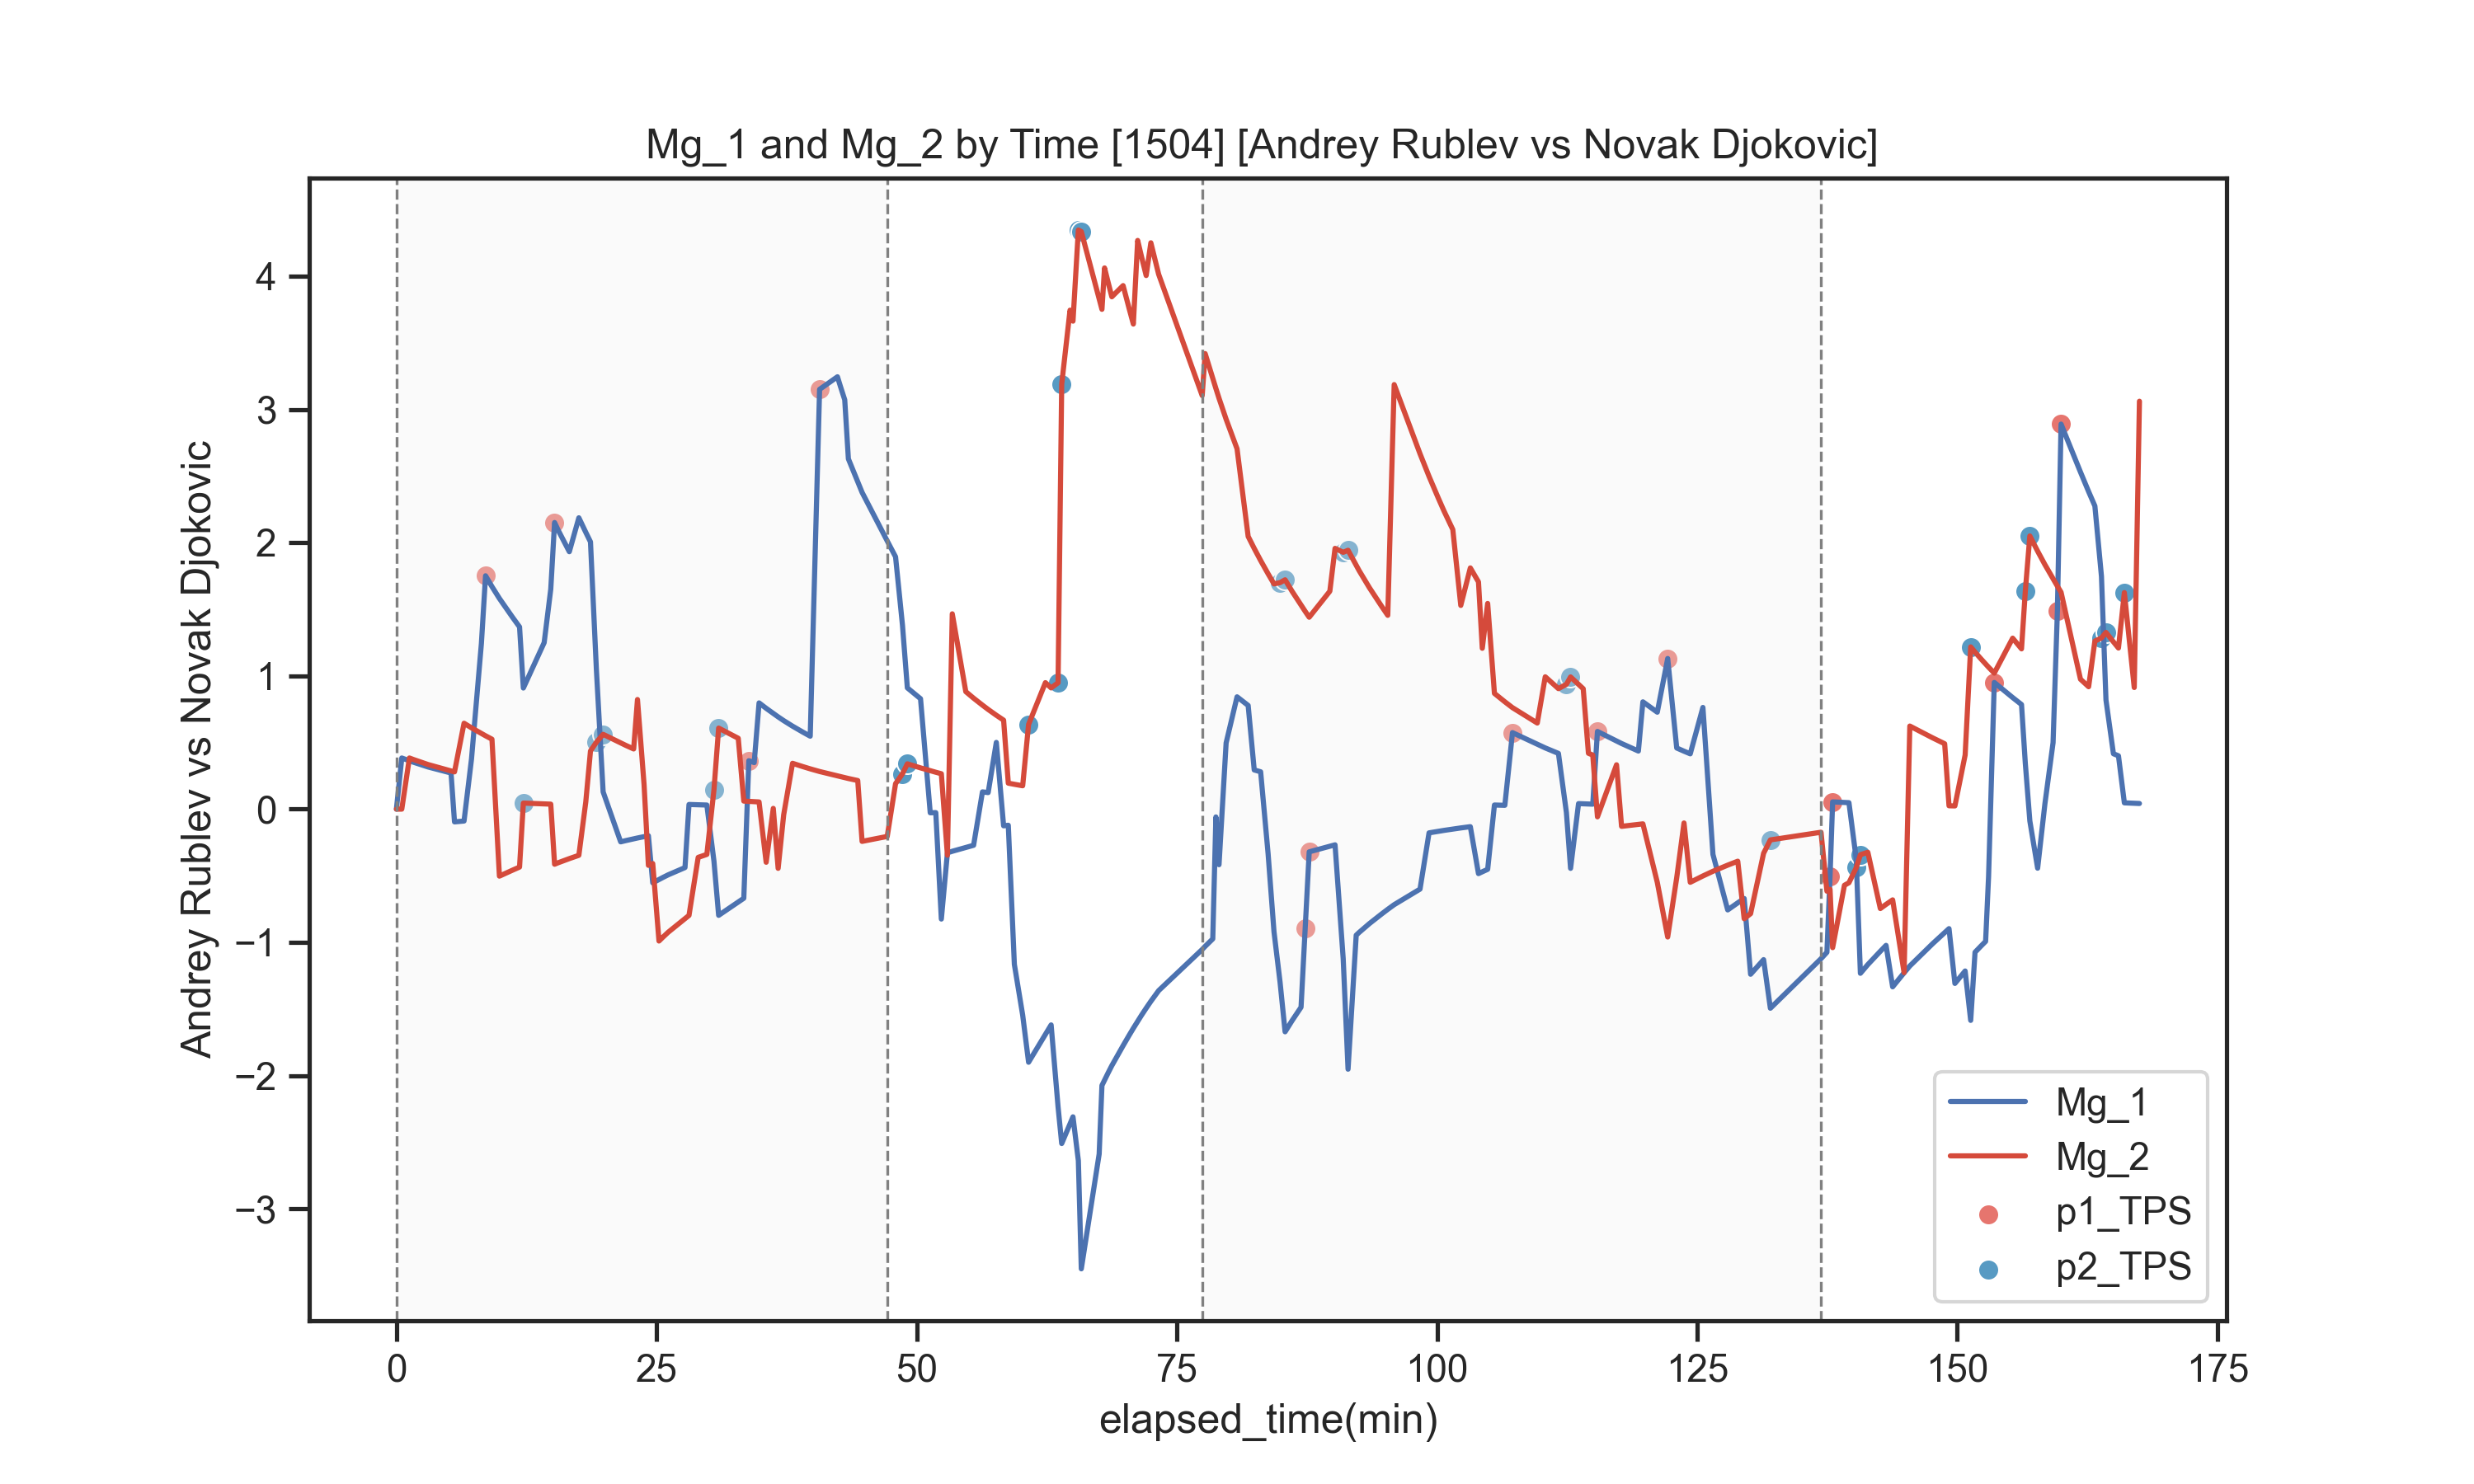 Mg_1 and Mg_2 by Time [1504] [Andrey Rublev vs Novak Djokovic]
Andrey Rublev vs Novak Djokovic
4
3
2
1
0
−1
−2
−3
0 25 50 75 100 125 150 175
elapsed_time(min)
Mg_1
Mg_2
p1_TPS
p2_TPS